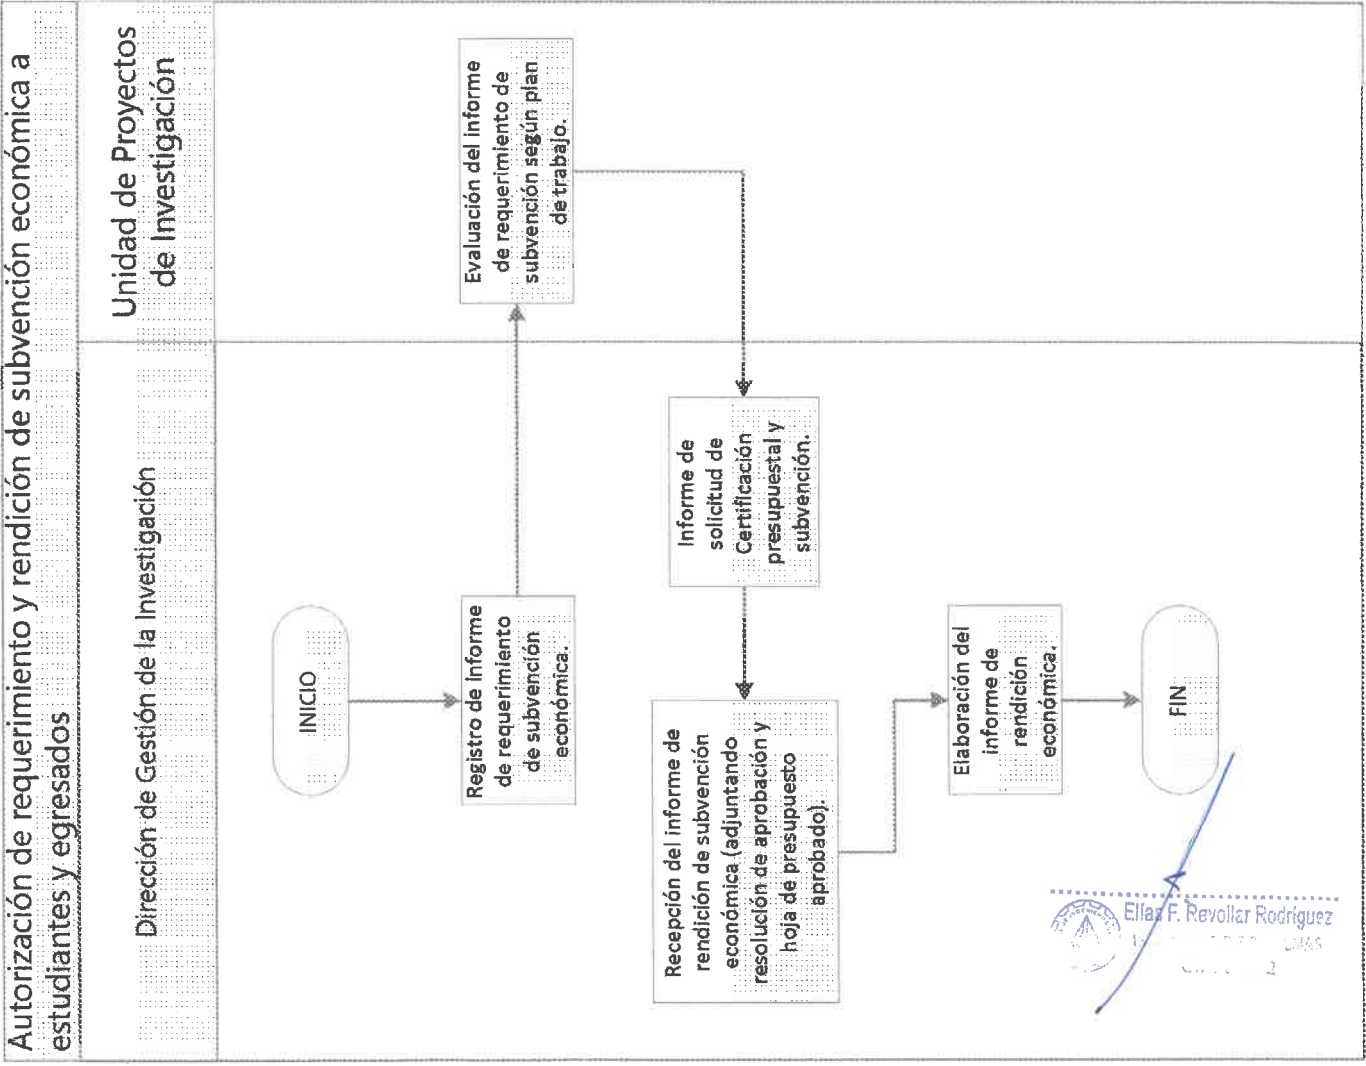 Autorización de requerimiento y rendición de subvención económica a
estudiantes y egresados
Dirección de Gestión de la Investigación
Unidad de Proyectos
de Investigación
INICIO
Registro de informe
de requerimiento
de subvención
económica.
Evaluación del informe
de requerimiento de
subvención según plan
de trabajo.
Informe de
solicitud de
Certificación
presupuestal y
subvención.
Recepción del informe de
rendición de subvención
económica (adjuntando
resolución de aprobación y
hoja de presupuesto
aprobado).
Elaboración del
informe de
rendición
económica.
FIN
Elias F. Revollar Rodríguez